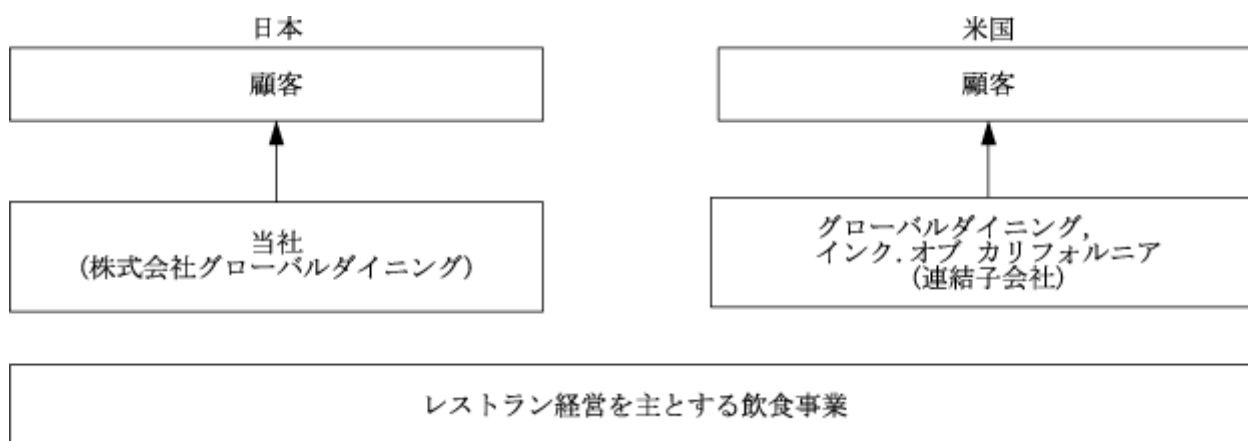 日本
米国
顧客
顧客
当社
(株式会社グローバルダイニング)
グローバルダイニング,
インク.オブ カリフォルニア
(連結子会社)
レストラン経営を主とする飲食事業